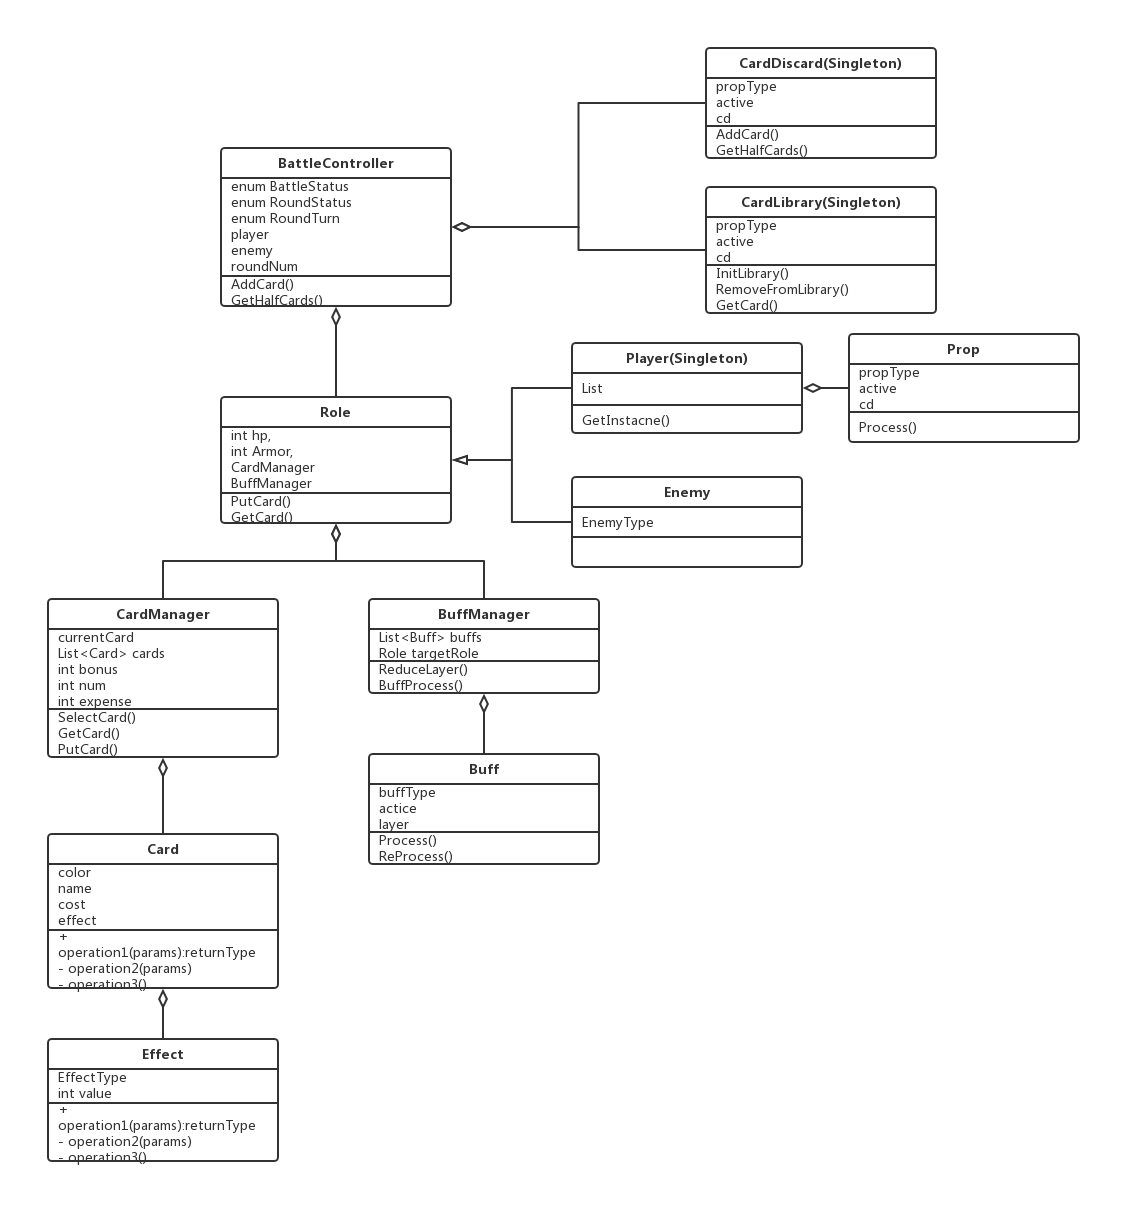 CardDiscard(Singleton)
propType
active
cd
AddCard()
GetHalfCards()
BattleController
enum BattleStatus
enum RoundStatus
enum RoundTurn
player
enemy
roundNum
AddCard()
GetHalfCards()
CardLibrary(Singleton)
propType
active
cd
InitLibrary()
RemoveFromLibrary()
GetCard()
Player(Singleton)
List
GetInstacne()
Prop
propType
active
cd
Process()
Role
int hp,
int Armor,
CardManager
BuffManager
PutCard()
GetCard()
Enemy
EnemyType
CardManager
currentCard
List<Card> cards
int bonus
int num
int expense
SelectCard()
GetCard()
PutCard()
BuffManager
List<Buff> buffs
Role targetRole
ReduceLayer()
BuffProcess()
Buff
buffType
actice
layer
Process()
ReProcess()
Card
color
name
cost
effect
+
operation1(params):returnType
- operation2(params)
- operation3()
Effect
EffectType
int value
+
operation1(params):returnType
- operation2(params)
- operation3()